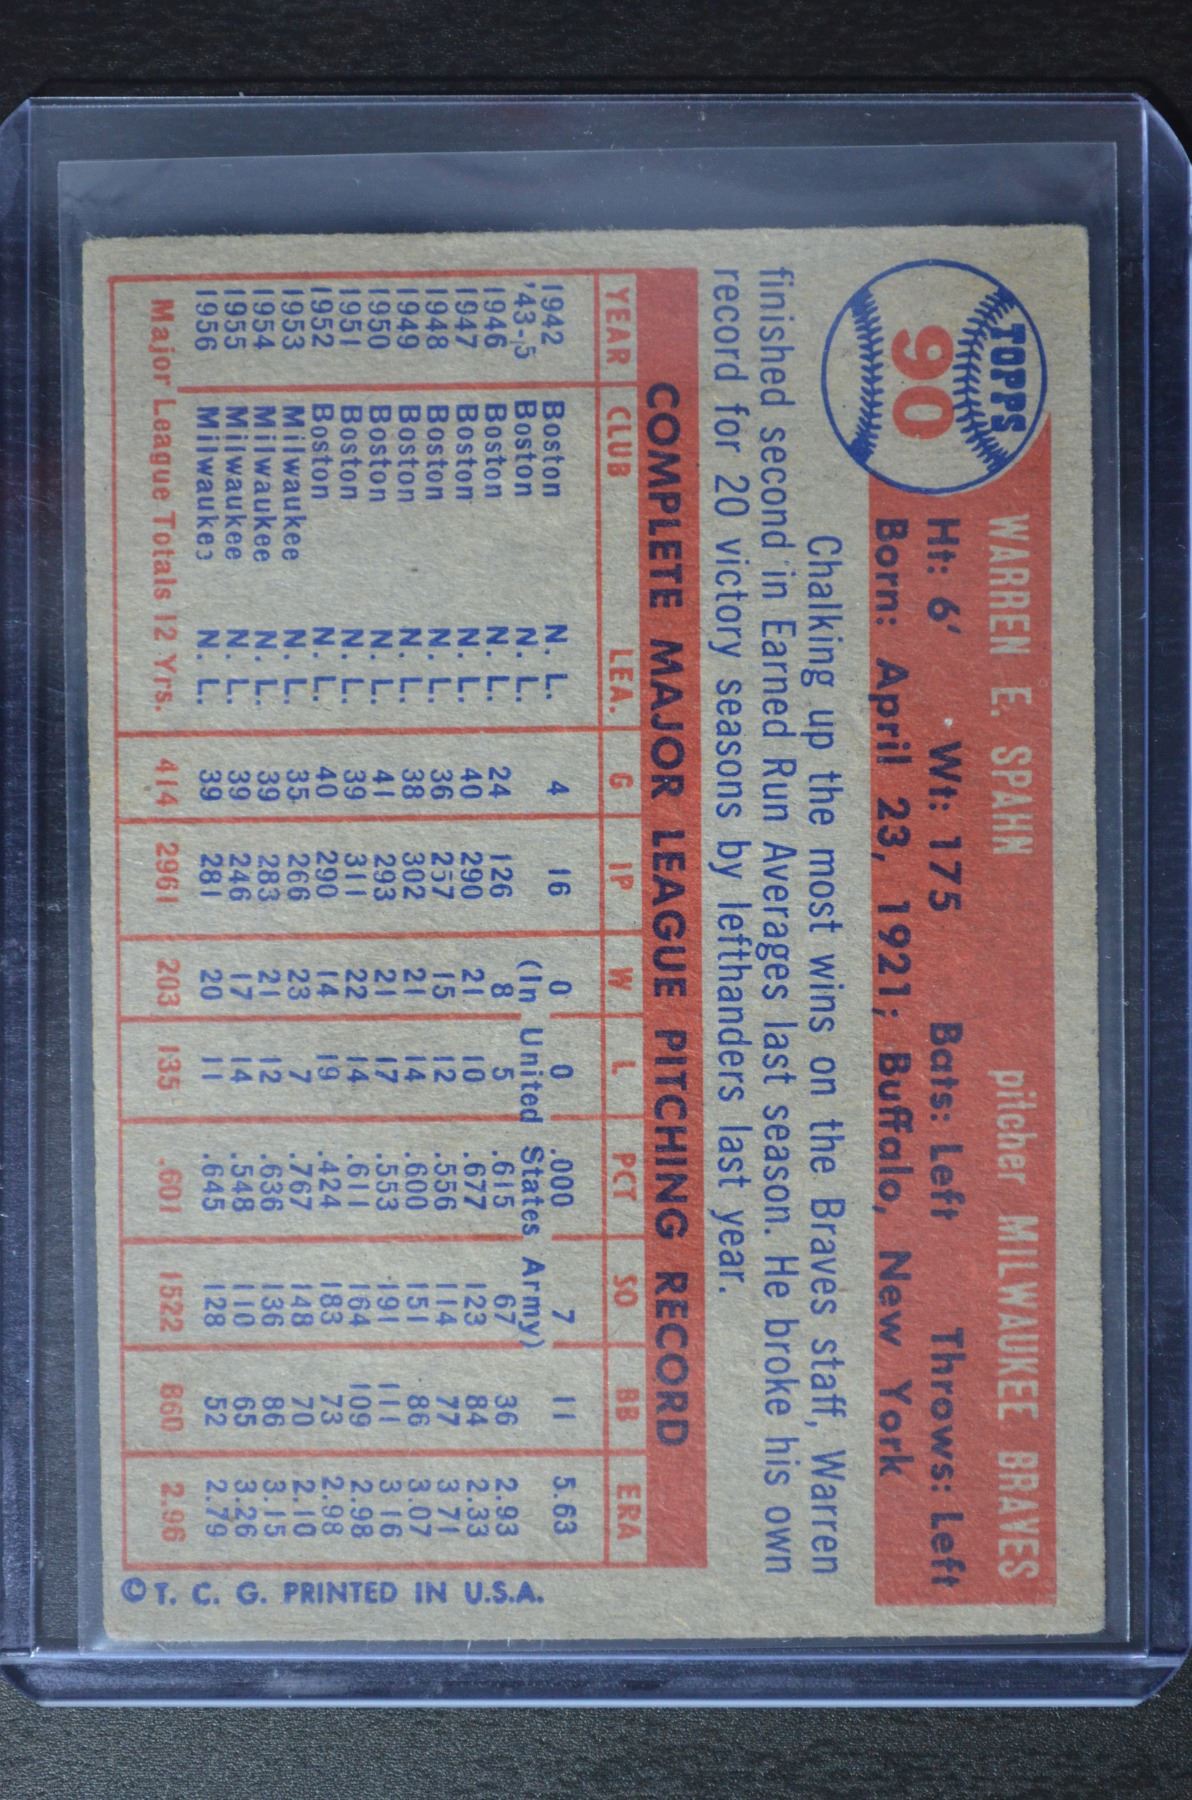 TOPPS
90
WARREN E. SPAHN pitcher MILWAUKEE BRAVES
Ht: 6' Wt: 175 Bats: Left Throws: Left
Born: April 23, 1921; Buffalo, New York
Chalking up the most wins on the Braves staff, Warren
finished second in Earned Run Averages last season. He broke his own
record for 20 victory seasons by lefthanders last year.
COMPLETE MAJOR LEAGUE PITCHING RECORD
YEAR CLUB LEA. G IP W L PCT SO BB ERA
1942 Boston N. L. 4 16 0 0 .000 7 11 5.63
'43-,5 Boston N. L. (In United States Army)
1946 Boston N. L. 24 126 8 5 .615 67 36 2.93
1947 Boston N. L. 40 290 21 10 .677 123 84 2.33
1948 Boston N. L. 36 257 15 12 .556 114 77 3.71
1949 Boston N. L. 38 302 21 14 .600 151 86 3.07
1950 Boston N. L. 41 293 21 17 .553 191 111 3.16
1951 Boston N. L. 39 311 22 14 .611 164 109 2.98
1952 Boston N. L. 40 290 14 19 .424 183 73 2.98
1953 Milwaukee N. L. 35 266 23 7 .767 148 70 2.10
1954 Milwaukee N. L. 39 283 21 12 .636 136 86 3.15
1955 Milwaukee N. L. 39 246 17 14 .548 110 65 3.26
1956 Milwaukee N. L. 39 281 20 11 .645 128 52 2.79
Major League Totals 12 Yrs. 414 2961 203 135 .601 1522 860 2.96
© T. C. G. PRINTED IN U.S.A.